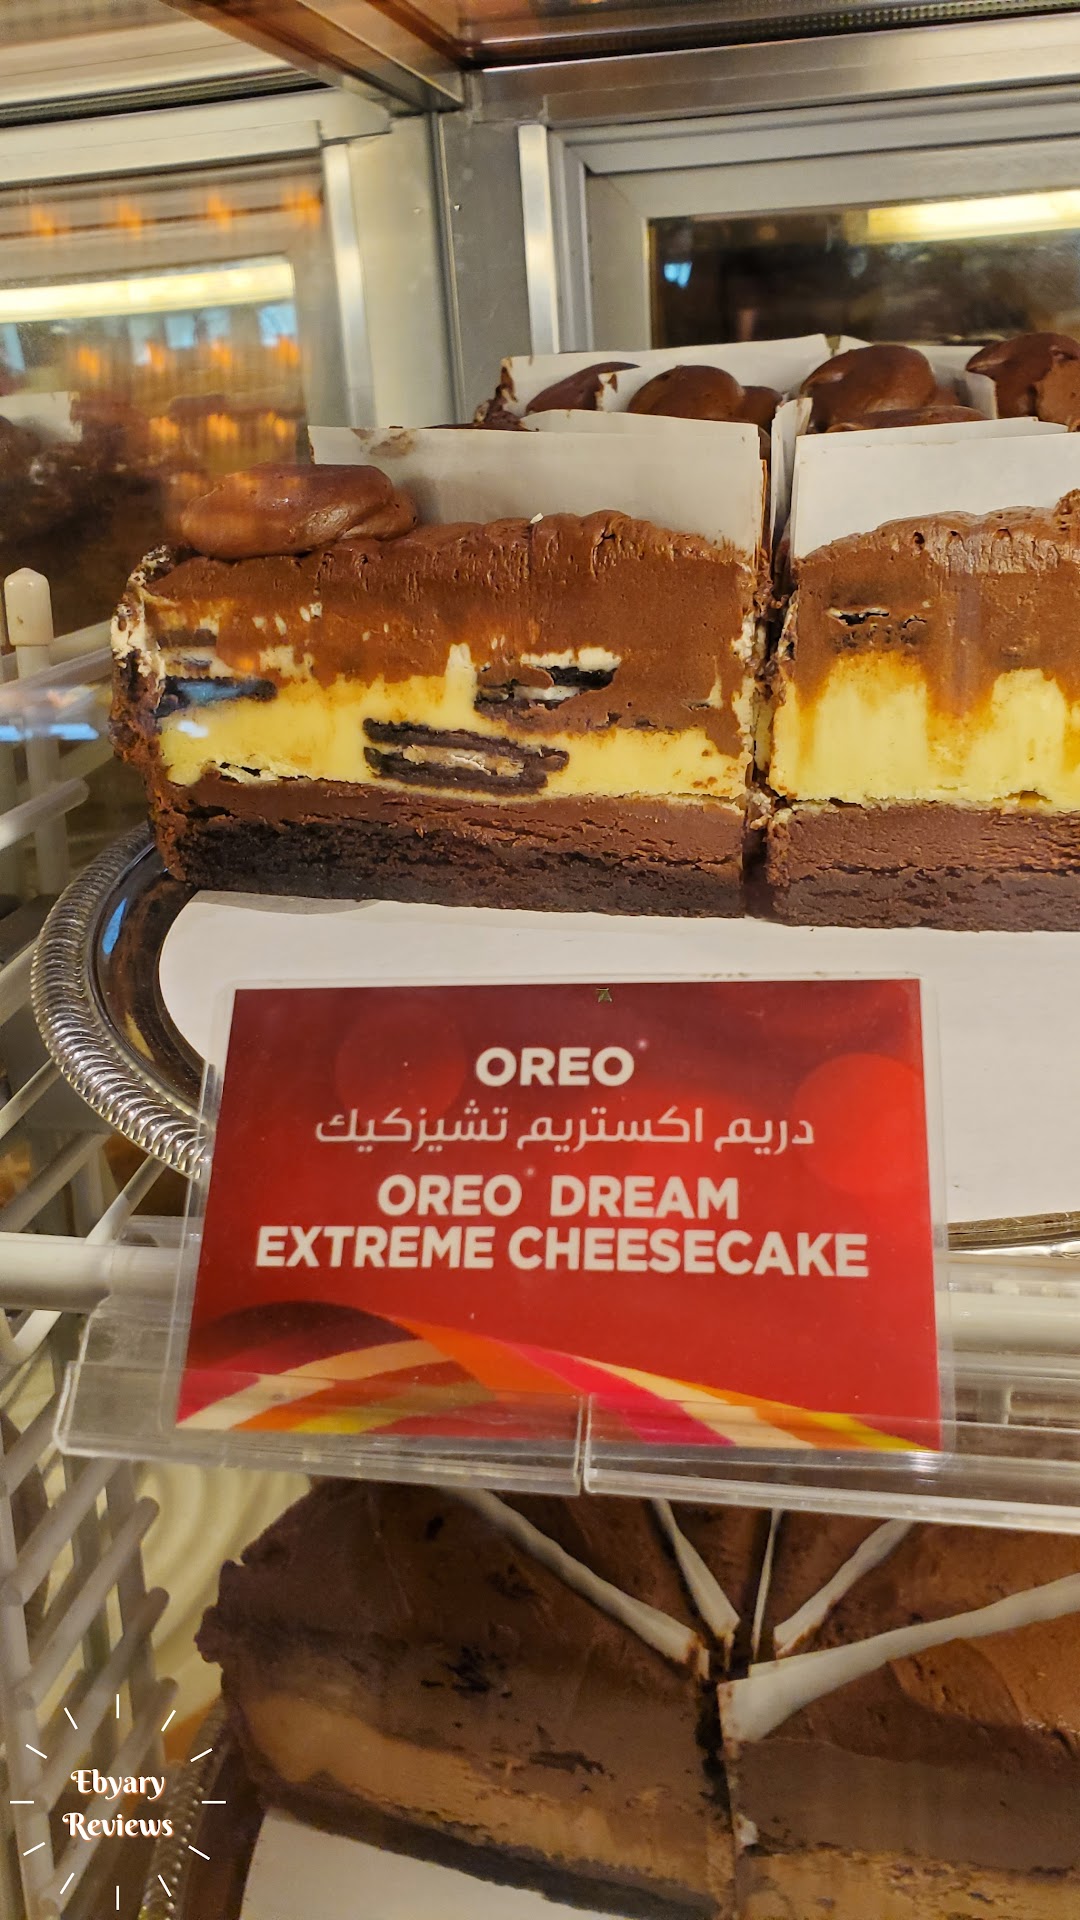 OREO
دريم اكستريم تشيزكيك
OREO DREAM
EXTREME CHEESECAKE
Ebyary
Reviews